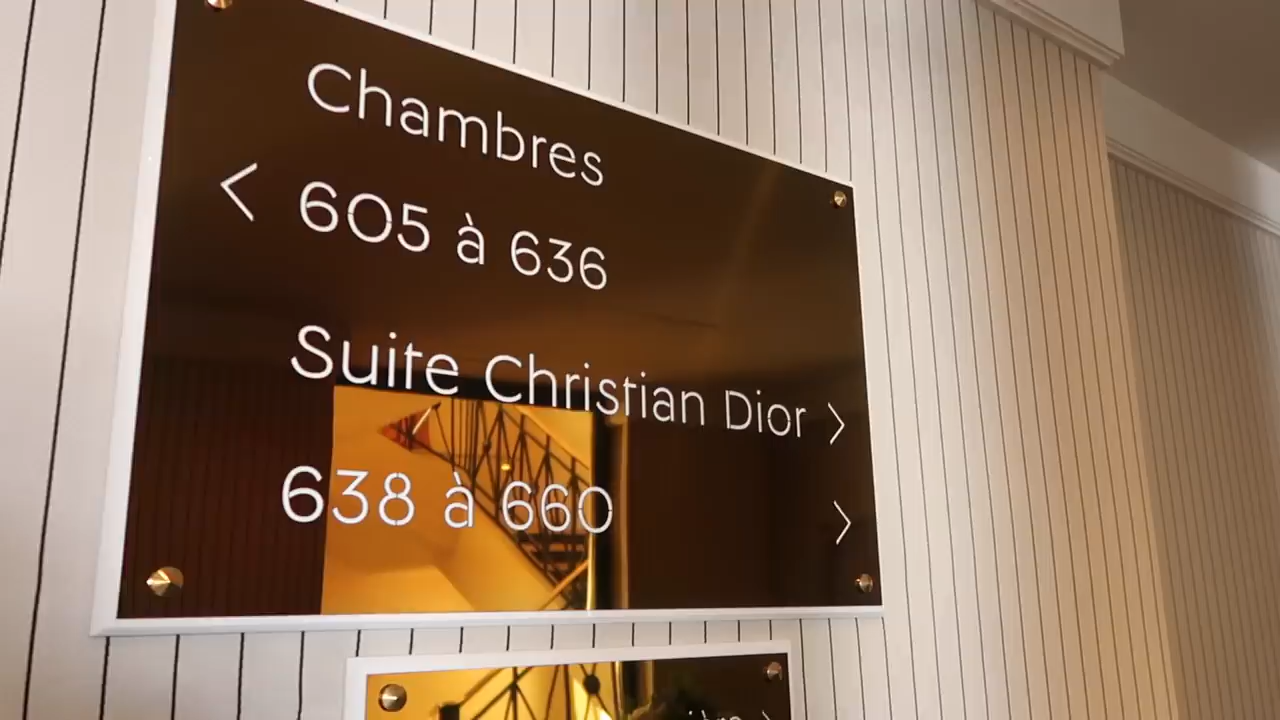 Chambres
< 605 à 636
Suite Christian Dior >
638 à 660 >